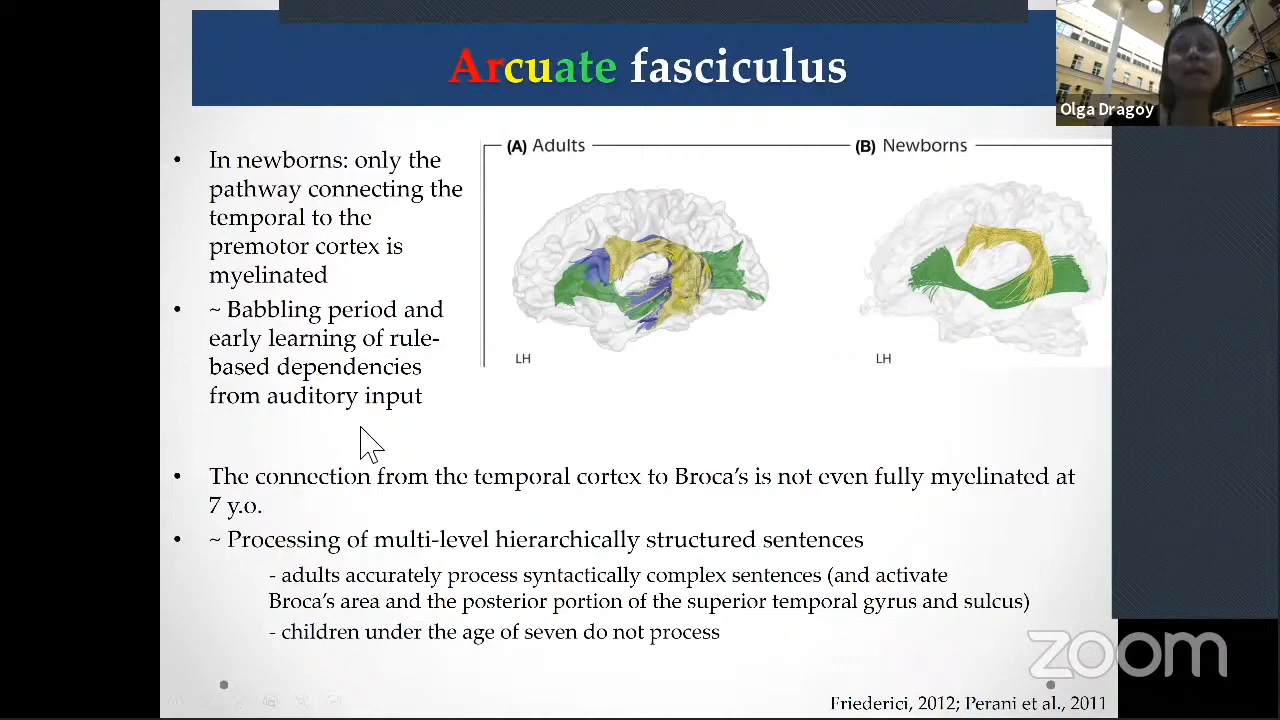 Arcuate fasciculus
Olga Dragoy
• In newborns: only the
pathway connecting the
temporal to the
premotor cortex is
myelinated
• ~ Babbling period and
early learning of rule-
based dependencies
from auditory input
(A) Adults
(B) Newborns
LH
LH
• The connection from the temporal cortex to Broca's is not even fully myelinated at
7 y.o.
• ~ Processing of multi-level hierarchically structured sentences
- adults accurately process syntactically complex sentences (and activate
Broca's area and the posterior portion of the superior temporal gyrus and sulcus)
- children under the age of seven do not process
zoom
Friederici, 2012; Perani et al., 2011